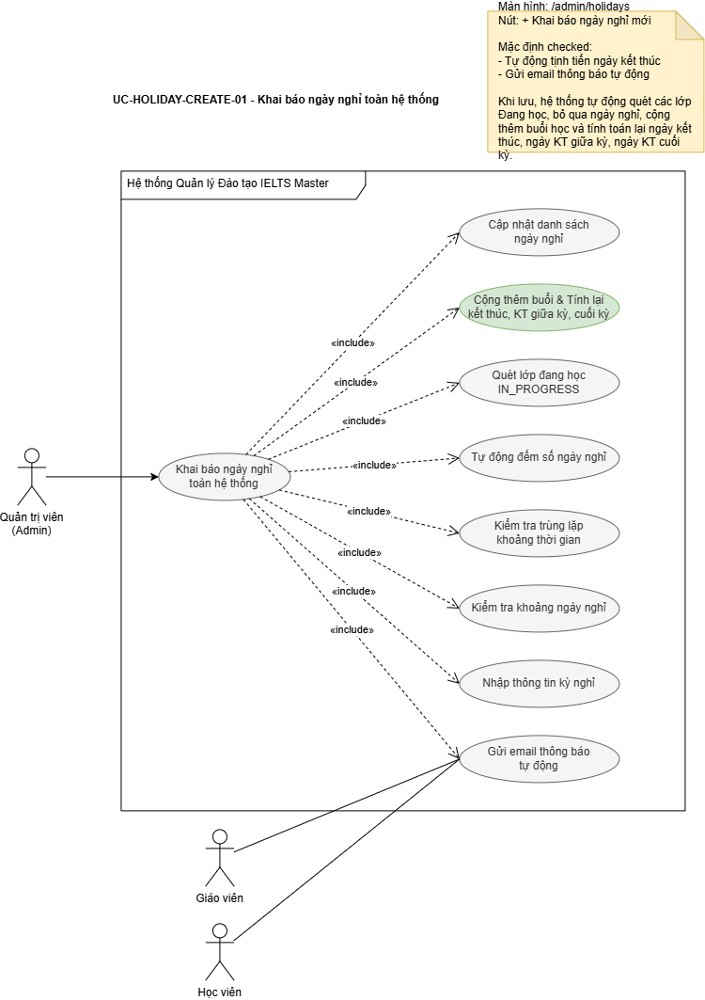 Màn hình: /admin/holidays
Nút: + Khai báo ngày nghỉ mới
Mặc định checked:
- Tự động tịnh tiến ngày kết thúc
- Gửi email thông báo tự động
Khi lưu, hệ thống tự động quét các lớp
Đang học, bỏ qua ngày nghỉ, cộng
thêm buổi học và tính toán lại ngày kết
thúc, ngày KT giữa kỳ, ngày KT cuối
kỳ.
UC-HOLIDAY-CREATE-01 - Khai báo ngày nghỉ toàn hệ thống
Hệ thống Quản lý Đào tạo IELTS Master
Cập nhật danh sách
ngày nghỉ
Cộng thêm buổi & Tính lại
kết thúc, KT giữa kỳ, cuối kỳ
«include»
«include»
Quét lớp đang học
IN_PROGRESS
«include»
Tự động đếm số ngày nghỉ
«include»
Khai báo ngày nghỉ
toàn hệ thống
Quản trị viên
(Admin)
«include»
Kiểm tra trùng lặp
khoảng thời gian
«include»
«include»
Kiểm tra khoảng ngày nghỉ
«include»
Nhập thông tin kỳ nghỉ
Gửi email thông báo
tự động
Giáo viên
Học viên